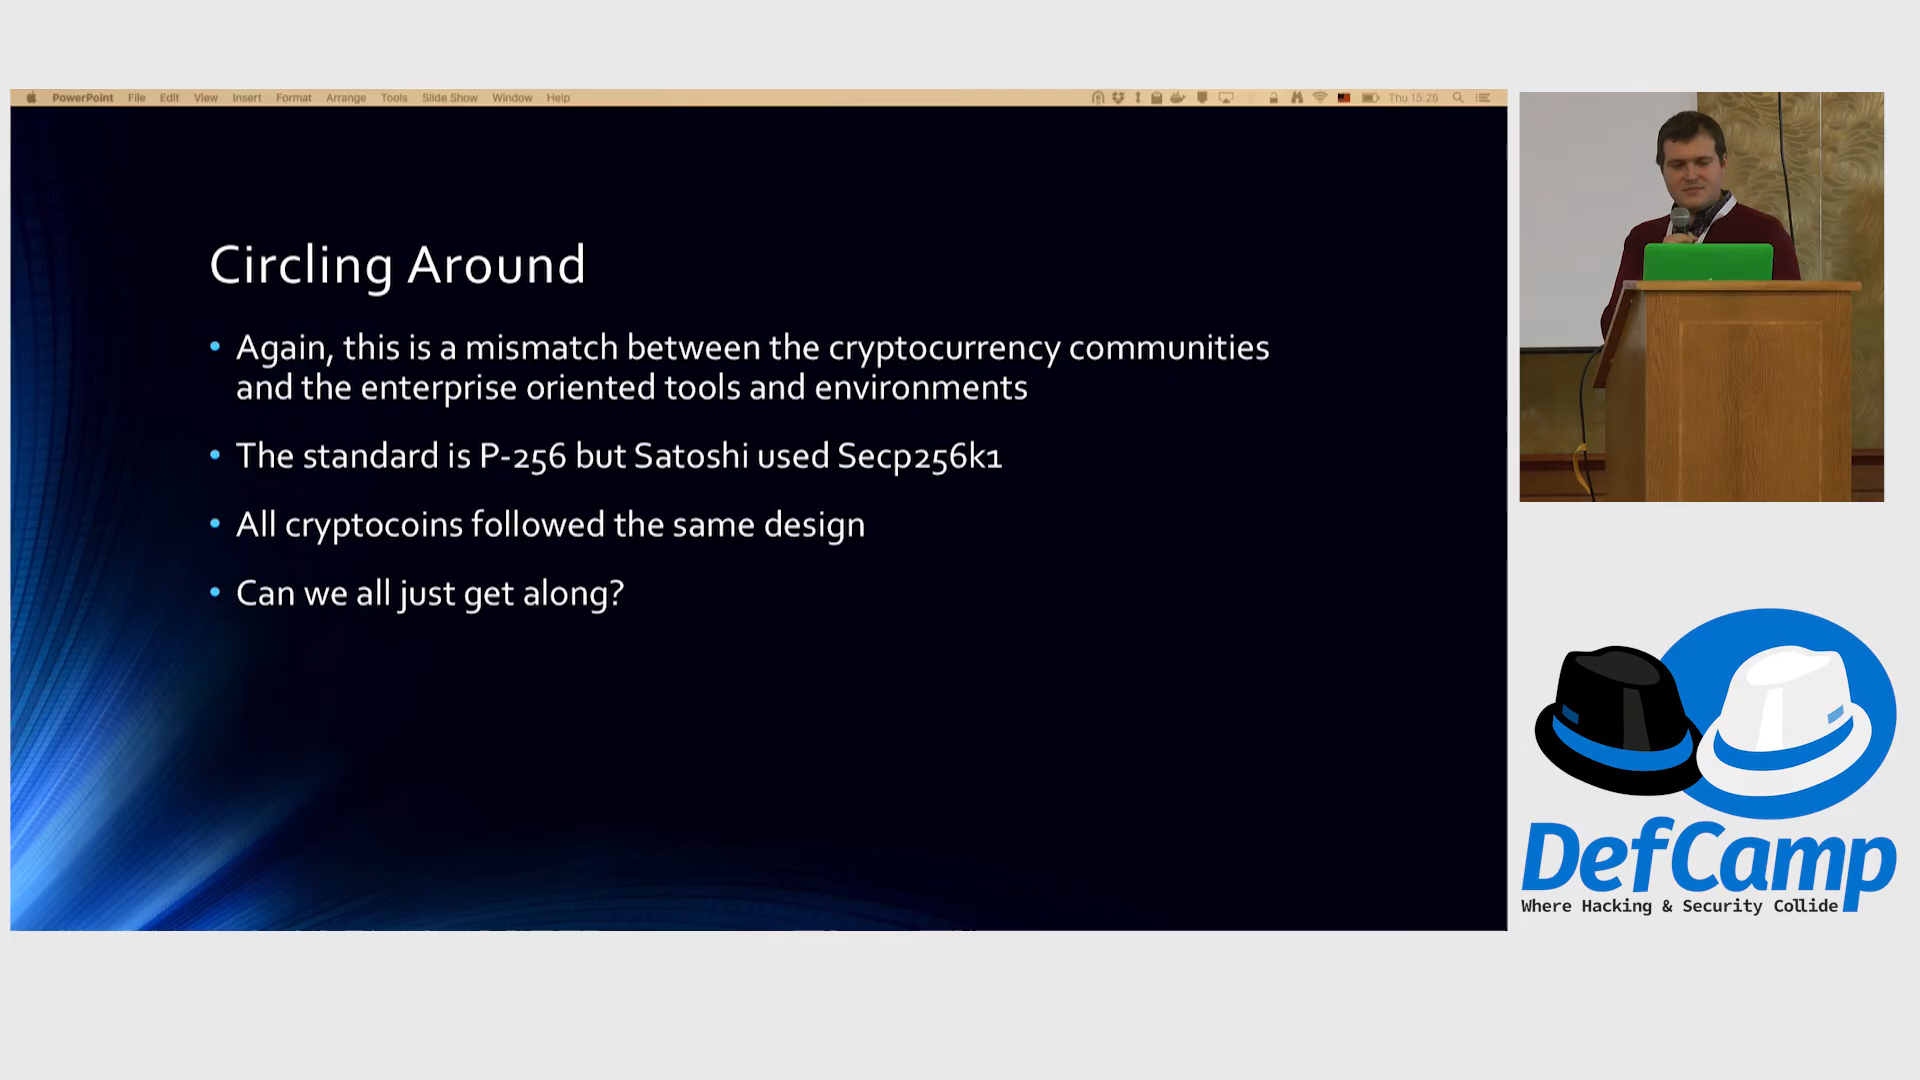 PowerPoint File Edit View Insert Format Arrange Tools Slide Show Window Help Thu 15:25
Circling Around
• Again, this is a mismatch between the cryptocurrency communities
and the enterprise oriented tools and environments
• The standard is P-256 but Satoshi used Secp256k1
• All cryptocoins followed the same design
• Can we all just get along?
DefCamp
Where Hacking & Security Collide